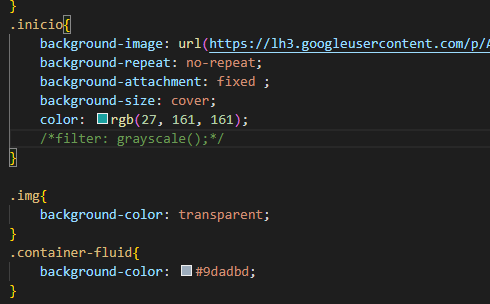 }
.inicio{
background-image: url(https://lh3.googleusercontent.com/p/
background-repeat: no-repeat;
background-attachment: fixed ;
background-size: cover;
color: rgb(27, 161, 161);
/*filter: grayscale();*/
}
.img{
background-color: transparent;
}
.container-fluid{
background-color: #9dadbd;
}